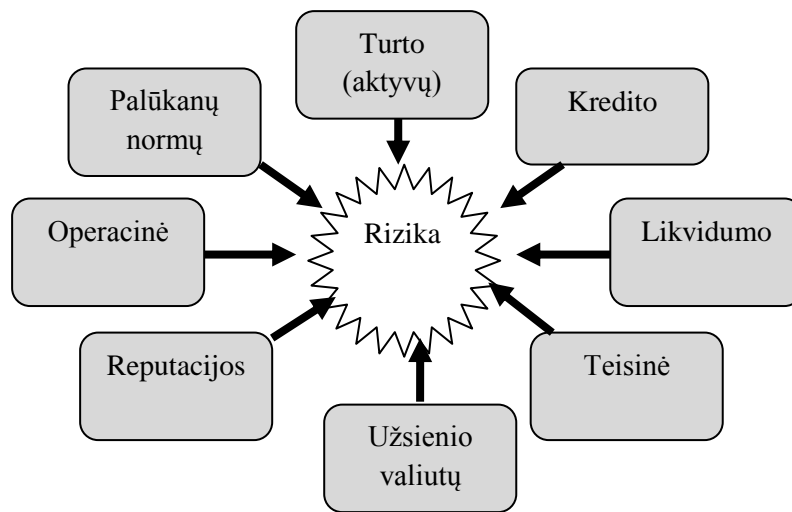 Turto
(aktyvų)
Palūkanų
normų
Kredito
Operacinė
Rizika
Likvidumo
Reputacijos
Teisinė
Užsienio
valiutų